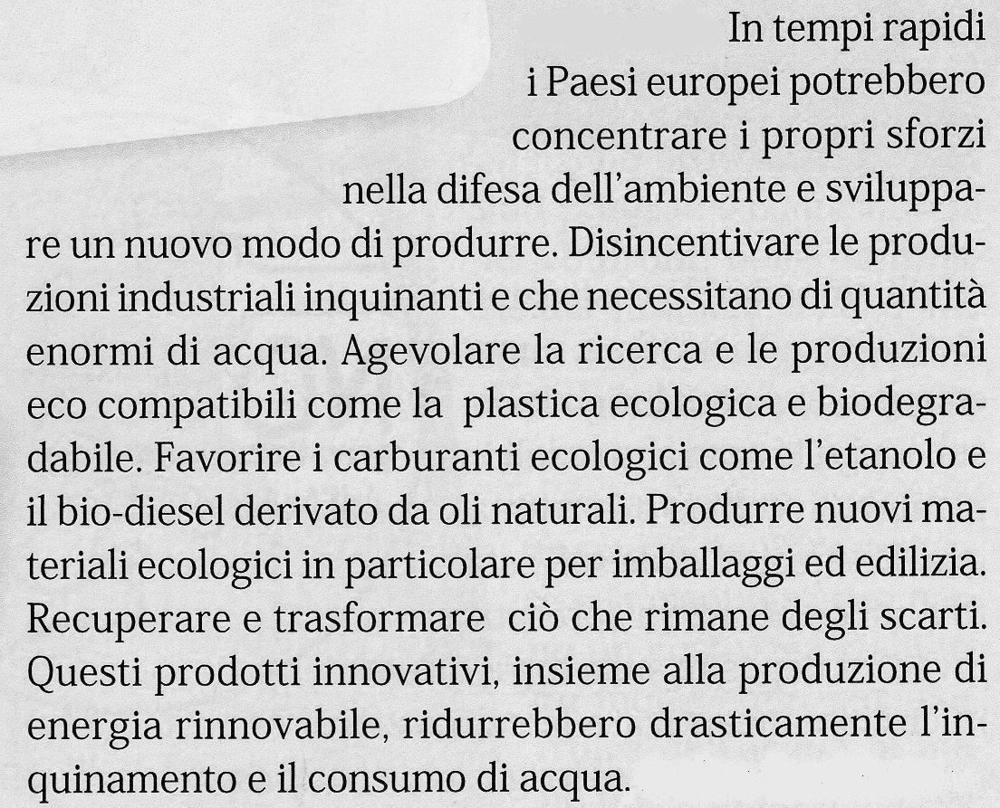 In tempi rapidi
i Paesi europei potrebbero
concentrare i propri sforzi
nella difesa dell'ambiente e sviluppa-
re un nuovo modo di produrre. Disincentivare le produ-
zioni industriali inquinanti e che necessitano di quantità
enormi di acqua. Agevolare la ricerca e le produzioni
eco compatibili come la plastica ecologica e biodegra-
dabile. Favorire i carburanti ecologici come l'etanolo e
il bio-diesel derivato da oli naturali. Produrre nuovi ma-
teriali ecologici in particolare per imballaggi ed edilizia.
Recuperare e trasformare ciò che rimane degli scarti.
Questi prodotti innovativi, insieme alla produzione di
energia rinnovabile, ridurrebbero drasticamente l'in-
quinamento e il consumo di acqua.